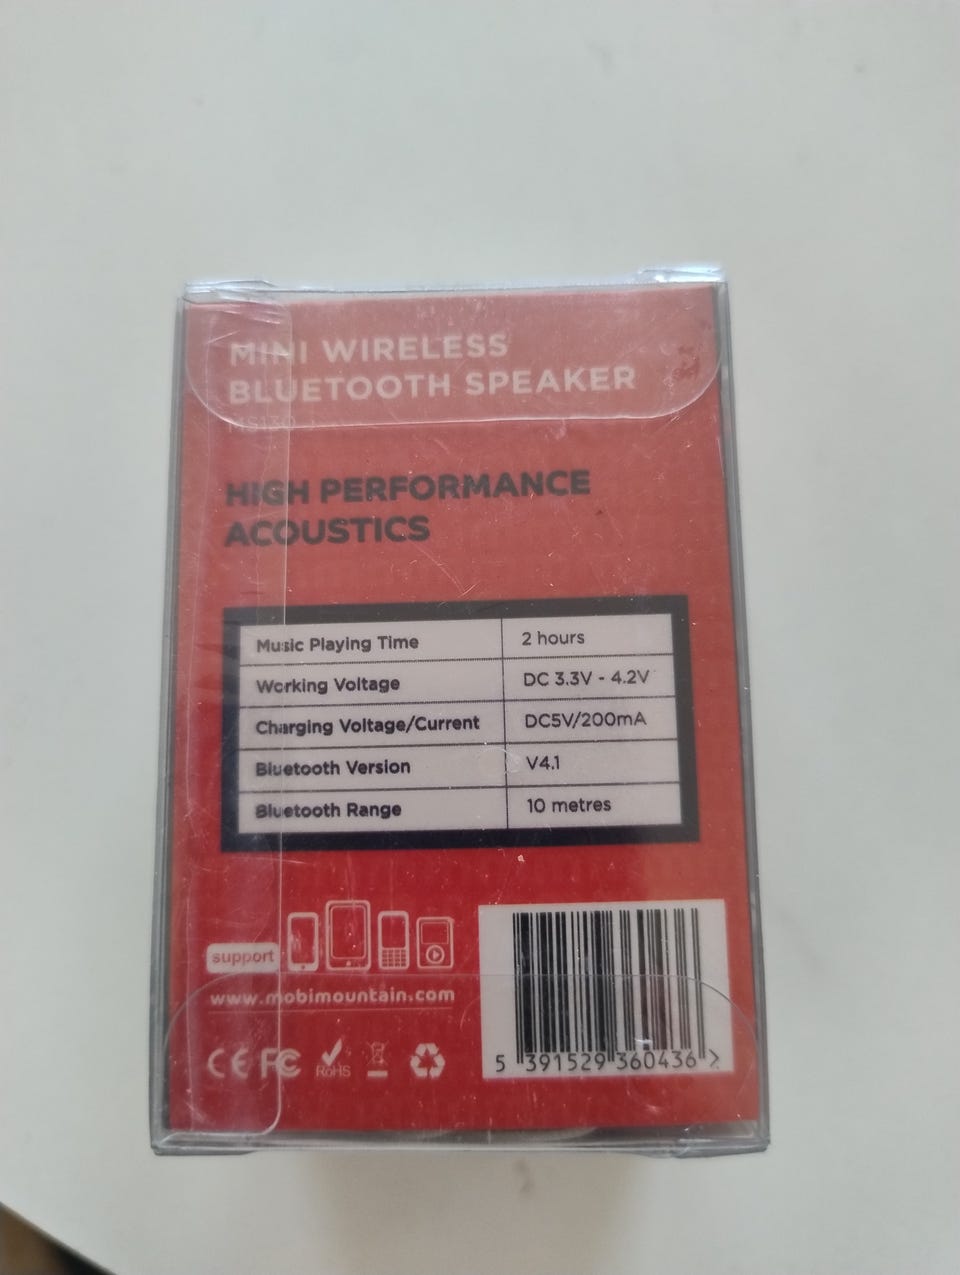 MINI WIRELESS
BLUETOOTH SPEAKER
HIGH PERFORMANCE
ACOUSTICS
Music Playing Time 2 hours
Working Voltage DC 3.3V - 4.2V
Charging Voltage/Current DC5V/200mA
Bluetooth Version V4.1
Bluetooth Range 10 metres
support
www.mobimountain.com
CE FC RoHS
5 391529 360436 >